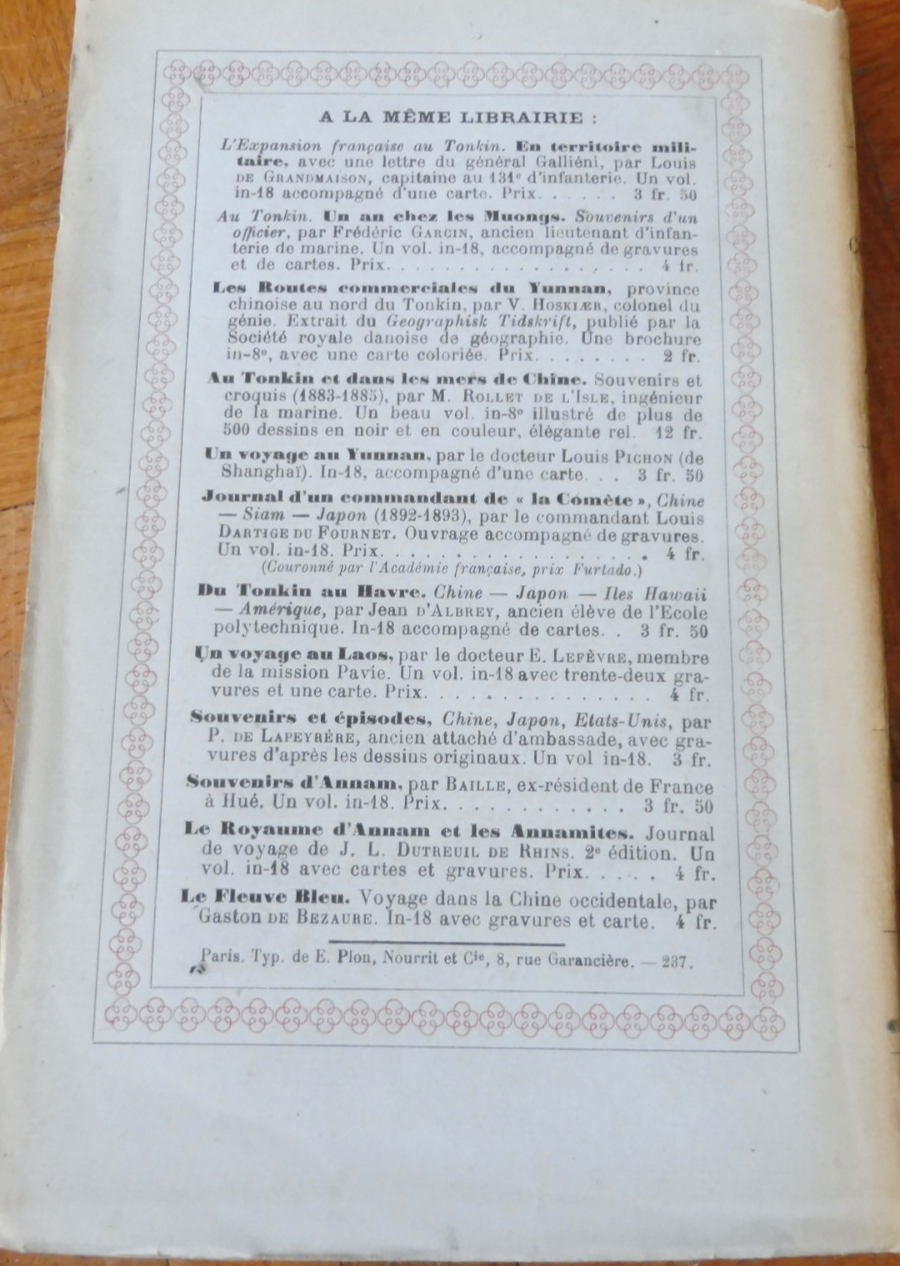 A LA MÊME LIBRAIRIE :
L'Expansion française au Tonkin. En territoire mili-
taire, avec une lettre du général Galliéni, par Louis
DE GRANDMAISON, capitaine au 131e d'infanterie. Un vol.
in-18 accompagné d'une carte. Prix. . . . . . 3 fr. 50
Au Tonkin. Un an chez les Muongs. Souvenirs d'un
officier, par Frédéric GARCIN, ancien lieutenant d'infan-
terie de marine. Un vol. in-18, accompagné de gravures
et de cartes. Prix. . . . . . . . . . . . . . . . 4 fr.
Les Routes commerciales du Yunnan, province
chinoise au nord du Tonkin, par V. HOSKIÆR, colonel du
génie. Extrait du Geographisk Tidskrift, publié par la
Société royale danoise de géographie. Une brochure
in-8o, avec une carte coloriée. Prix. . . . . . . . 2 fr.
Au Tonkin et dans les mers de Chine. Souvenirs et
croquis (1883-1885), par M. ROLLET DE L'ISLE, ingénieur
de la marine. Un beau vol. in-8o illustré de plus de
500 dessins en noir et en couleur, élégante rel. 12 fr.
Un voyage au Yunnan, par le docteur Louis PICHON (de
Shanghaï). In-18, accompagné d'une carte. . . 3 fr. 50
Journal d'un commandant de « la Comète », Chine
— Siam — Japon (1892-1893), par le commandant Louis
DARTIGE DU FOURNET. Ouvrage accompagné de gravures.
Un vol. in-18. Prix. . . . . . . . . . . . . . . . . 4 fr.
(Couronné par l'Académie française, prix Furtado.)
Du Tonkin au Havre. Chine — Japon — Iles Hawaii
— Amérique, par Jean D'ALBREY, ancien élève de l'Ecole
polytechnique. In-18 accompagné de cartes. . 3 fr. 50
Un voyage au Laos, par le docteur E. LEFÈVRE, membre
de la mission Pavie. Un vol. in-18 avec trente-deux gra-
vures et une carte. Prix. . . . . . . . . . . . . 4 fr.
Souvenirs et épisodes, Chine, Japon, Etats-Unis, par
P. DE LAPEYRÈRE, ancien attaché d'ambassade, avec gra-
vures d'après les dessins originaux. Un vol in-18. 3 fr.
Souvenirs d'Annam, par BAILLE, ex-résident de France
à Hué. Un vol. in-18. Prix. . . . . . . . . . . . 3 fr. 50
Le Royaume d'Annam et les Annamites. Journal
de voyage de J. L. DUTREUIL DE RHINS. 2e édition. Un
vol. in-18 avec cartes et gravures. Prix. . . . . 4 fr.
Le Fleuve Bleu. Voyage dans la Chine occidentale, par
Gaston DE BEZAURE. In-18 avec gravures et carte. 4 fr.
Paris. Typ. de E. Plon, Nourrit et Cie, 8, rue Garancière. — 237.